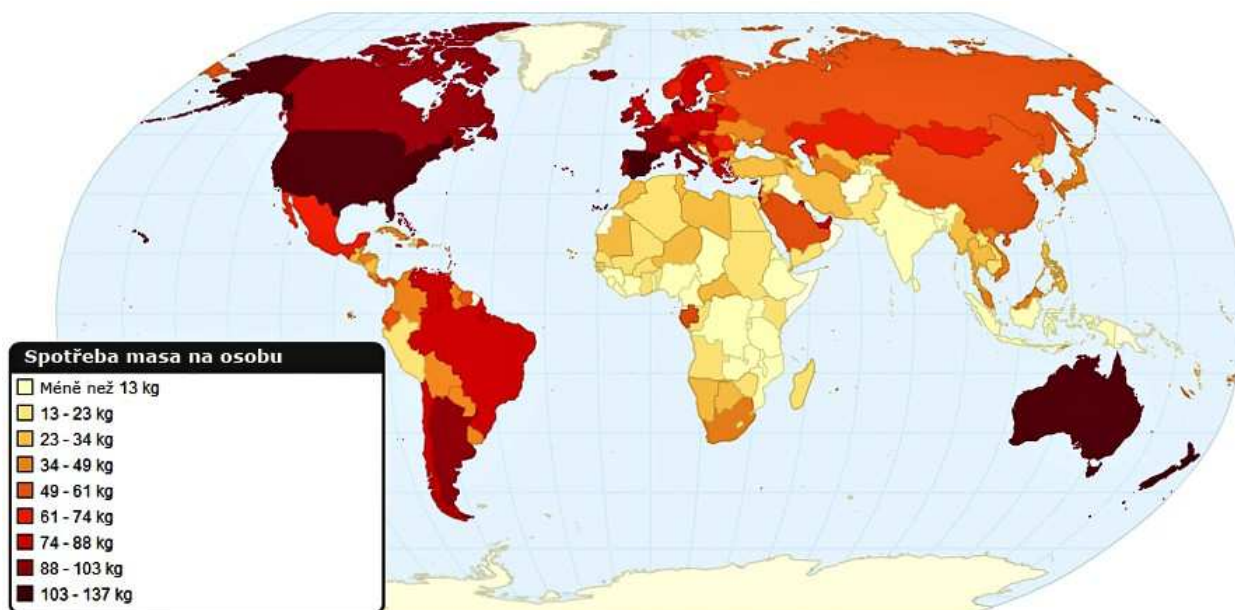 Spotřeba masa na osobu
Méně než 13 kg
13 - 23 kg
23 - 34 kg
34 - 49 kg
49 - 61 kg
61 - 74 kg
74 - 88 kg
88 - 103 kg
103 - 137 kg